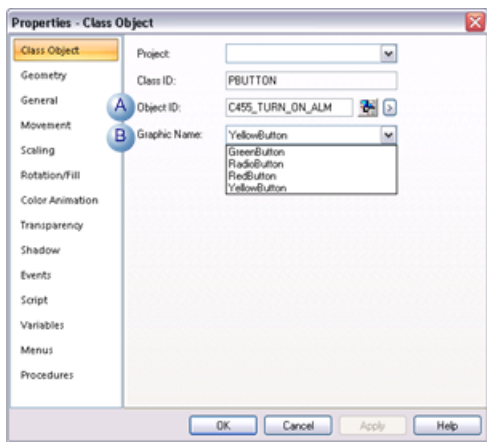 Properties - Class Object
Class Object
Geometry
General
Movement
Scaling
Rotation/Fill
Color Animation
Transparency
Shadow
Events
Script
Variables
Menus
Procedures
Project:
Class ID: PBUTTON
A Object ID: C455_TURN_ON_ALM
B Graphic Name: YellowButton
GreenButton
RadioButton
RedButton
YellowButton
OK Cancel Apply Help